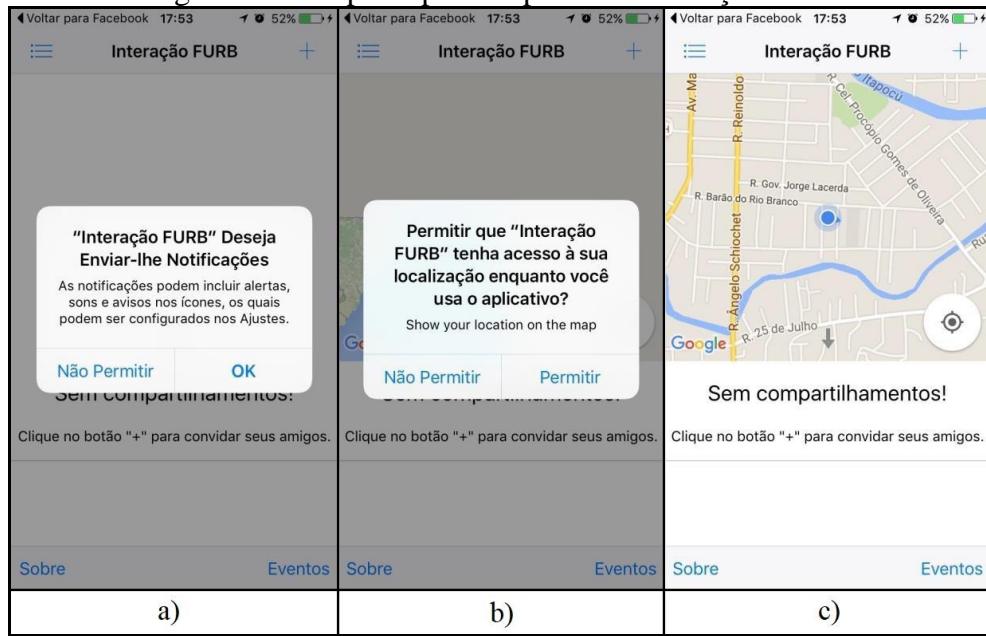 Voltar para Facebook 17:53 52%
Interação FURB +
"Interação FURB" Deseja
Enviar-lhe Notificações
As notificações podem incluir alertas,
sons e avisos nos ícones, os quais
podem ser configurados nos Ajustes.
Não Permitir OK
Sem compartilhamentos!
Clique no botão "+" para convidar seus amigos.
Sobre Eventos
a)
Voltar para Facebook 17:53 52%
Interação FURB +
Permitir que "Interação
FURB" tenha acesso à sua
localização enquanto você
usa o aplicativo?
Show your location on the map
Não Permitir Permitir
Clique no botão "+" para convidar seus amigos.
Sobre Eventos
b)
Voltar para Facebook 17:53 52%
Interação FURB +
Av. Ma
R. Reinoldo
Itapocú
R. Cel. Procópio Gomes de Oliveira
R. Gov. Jorge Lacerda
R. Barão do Rio Branco
R. Ângelo Schiochet
R. 25 de Julho
Google
Sem compartilhamentos!
Clique no botão "+" para convidar seus amigos.
Sobre Eventos
c)